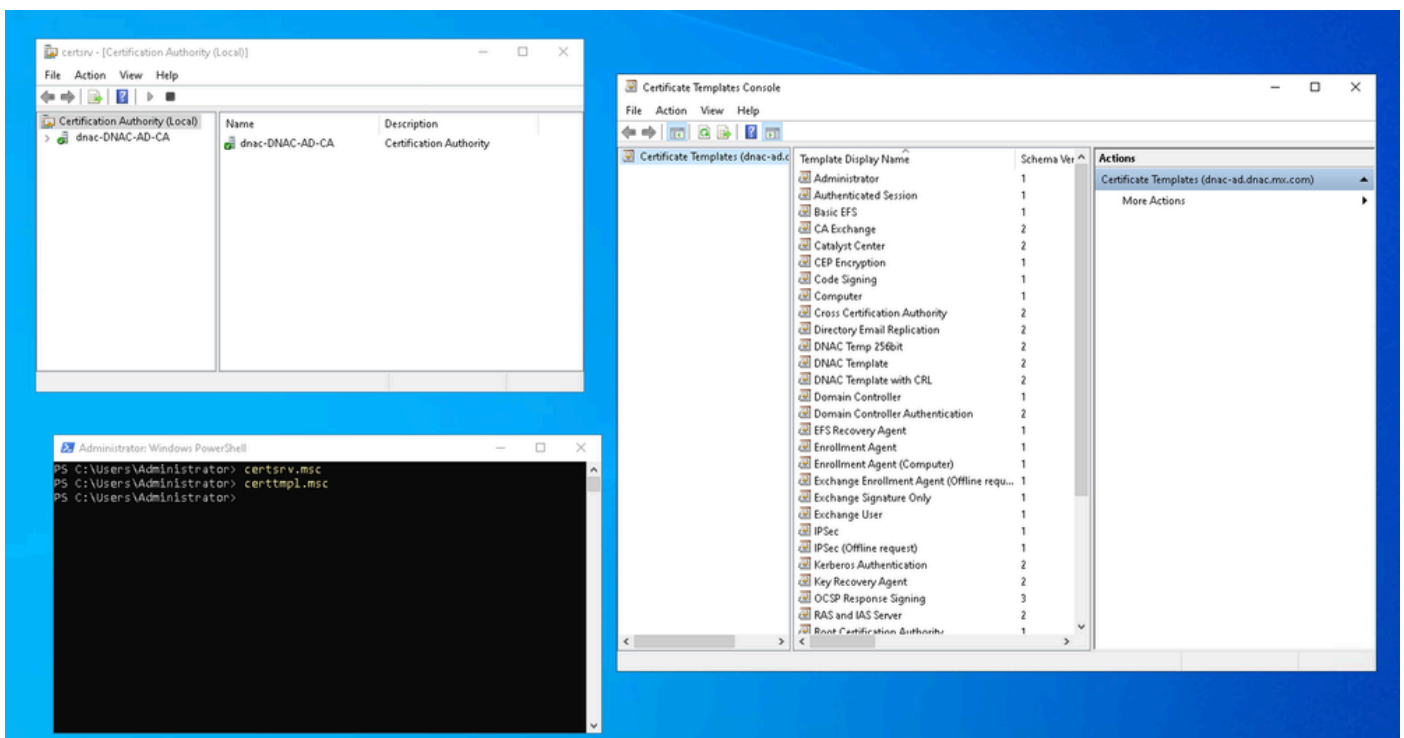 certsrv - [Certification Authority (Local)]
File Action View Help
Certification Authority (Local)
dnac-DNAC-AD-CA
Name Description
dnac-DNAC-AD-CA Certification Authority
Administrator: Windows PowerShell
PS C:\Users\Administrator> certsrv.msc
PS C:\Users\Administrator> certtmpl.msc
PS C:\Users\Administrator>
Certificate Templates Console
File Action View Help
Certificate Templates (dnac-ad.c
Template Display Name Schema Ver
Administrator 1
Authenticated Session 1
Basic EFS 1
CA Exchange 2
Catalyst Center 2
CEP Encryption 1
Code Signing 1
Computer 1
Cross Certification Authority 2
Directory Email Replication 2
DNAC Temp 256bit 2
DNAC Template 2
DNAC Template with CRL 2
Domain Controller 1
Domain Controller Authentication 2
EFS Recovery Agent 1
Enrollment Agent 1
Enrollment Agent (Computer) 1
Exchange Enrollment Agent (Offline requ... 1
Exchange Signature Only 1
Exchange User 1
IPSec 1
IPSec (Offline request) 1
Kerberos Authentication 2
Key Recovery Agent 2
OCSP Response Signing 3
RAS and IAS Server 2
Root Certification Authority 1
Actions
Certificate Templates (dnac-ad.dnac.mx.com)
More Actions